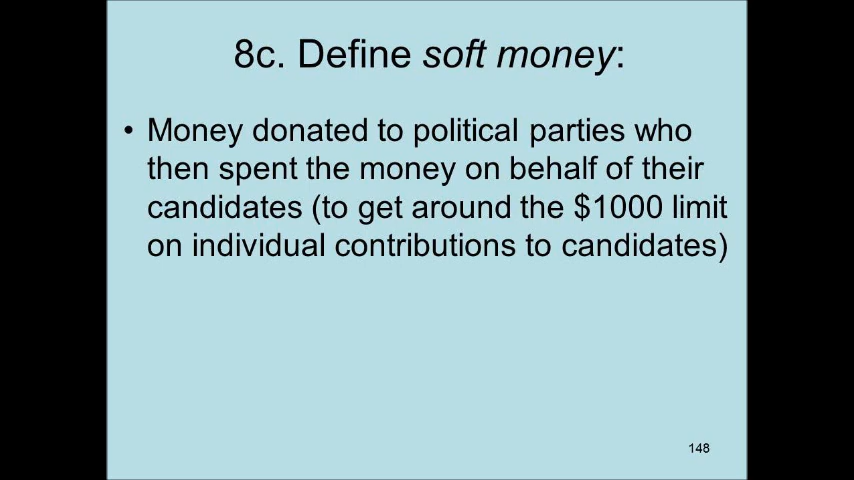 8c. Define soft money:
• Money donated to political parties who
then spent the money on behalf of their
candidates (to get around the $1000 limit
on individual contributions to candidates)
148